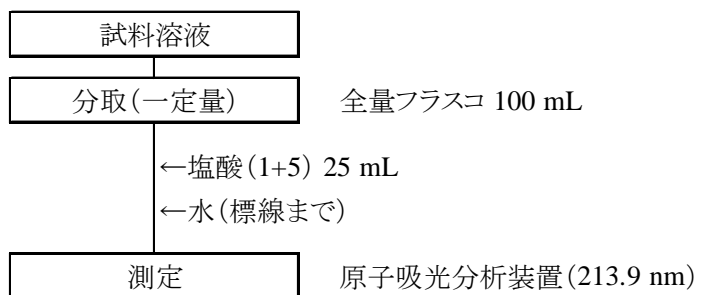 試料溶液
分取(一定量) 全量フラスコ 100 mL
←塩酸(1+5) 25 mL
←水(標線まで)
測定 原子吸光分析装置(213.9 nm)